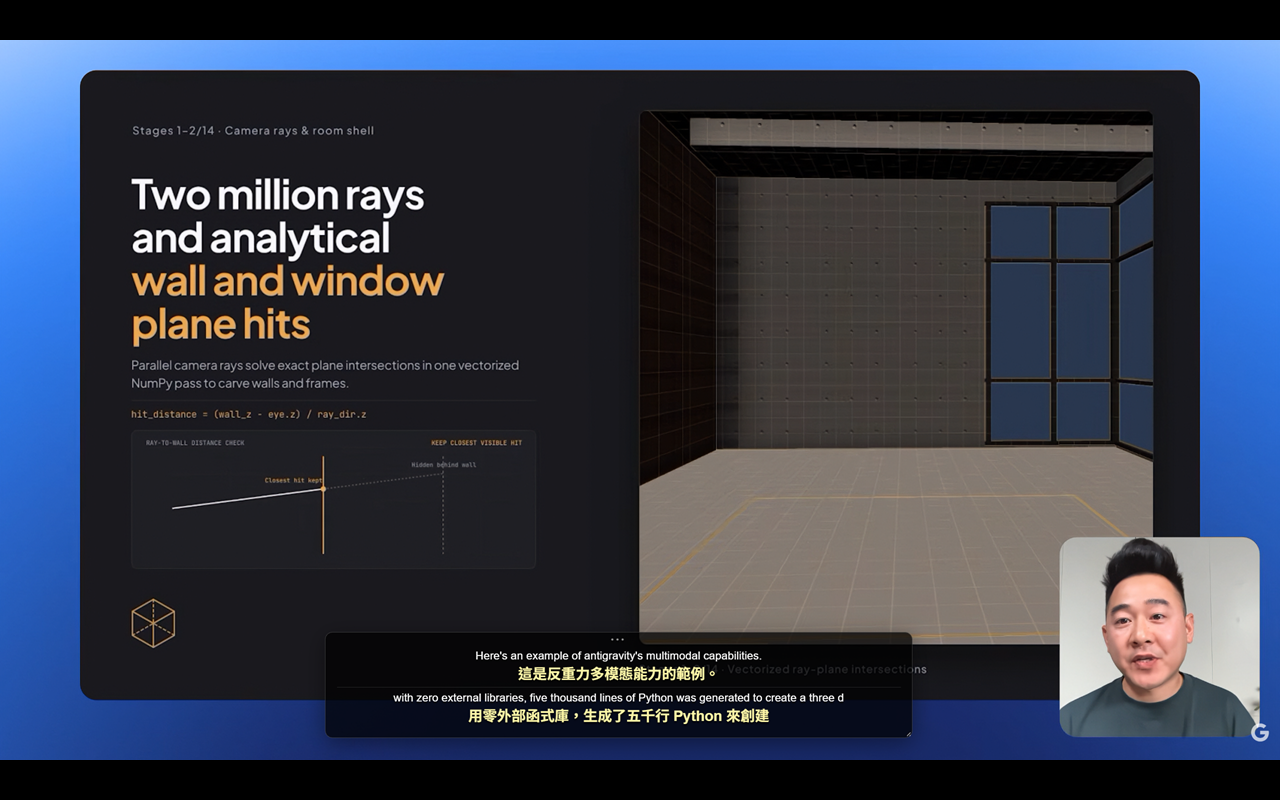 Stages 1–2/14 · Camera rays & room shell
Two million rays
and analytical
wall and window
plane hits
Parallel camera rays solve exact plane intersections in one vectorized
NumPy pass to carve walls and frames.
hit_distance = (wall_z - eye.z) / ray_dir.z
RAY-TO-WALL DISTANCE CHECK
KEEP CLOSEST VISIBLE HIT
Hidden behind wall
Closest hit kept
Here's an example of antigravity's multimodal capabilities.
這是反重力多模態能力的範例。
with zero external libraries, five thousand lines of Python was generated to create a three d
用零外部函式庫，生成了五千行 Python 來創建
· Vectorized ray-plane intersections
G